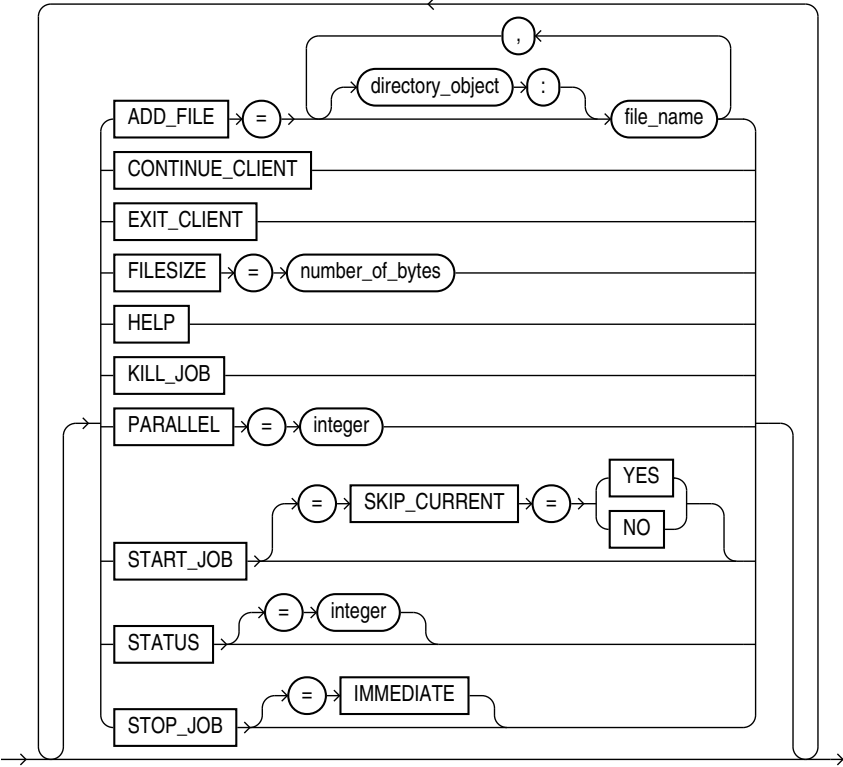 ,
directory_object :
ADD_FILE = file_name
CONTINUE_CLIENT
EXIT_CLIENT
FILESIZE = number_of_bytes
HELP
KILL_JOB
PARALLEL = integer
YES
= SKIP_CURRENT =
NO
START_JOB
= integer
STATUS
= IMMEDIATE
STOP_JOB